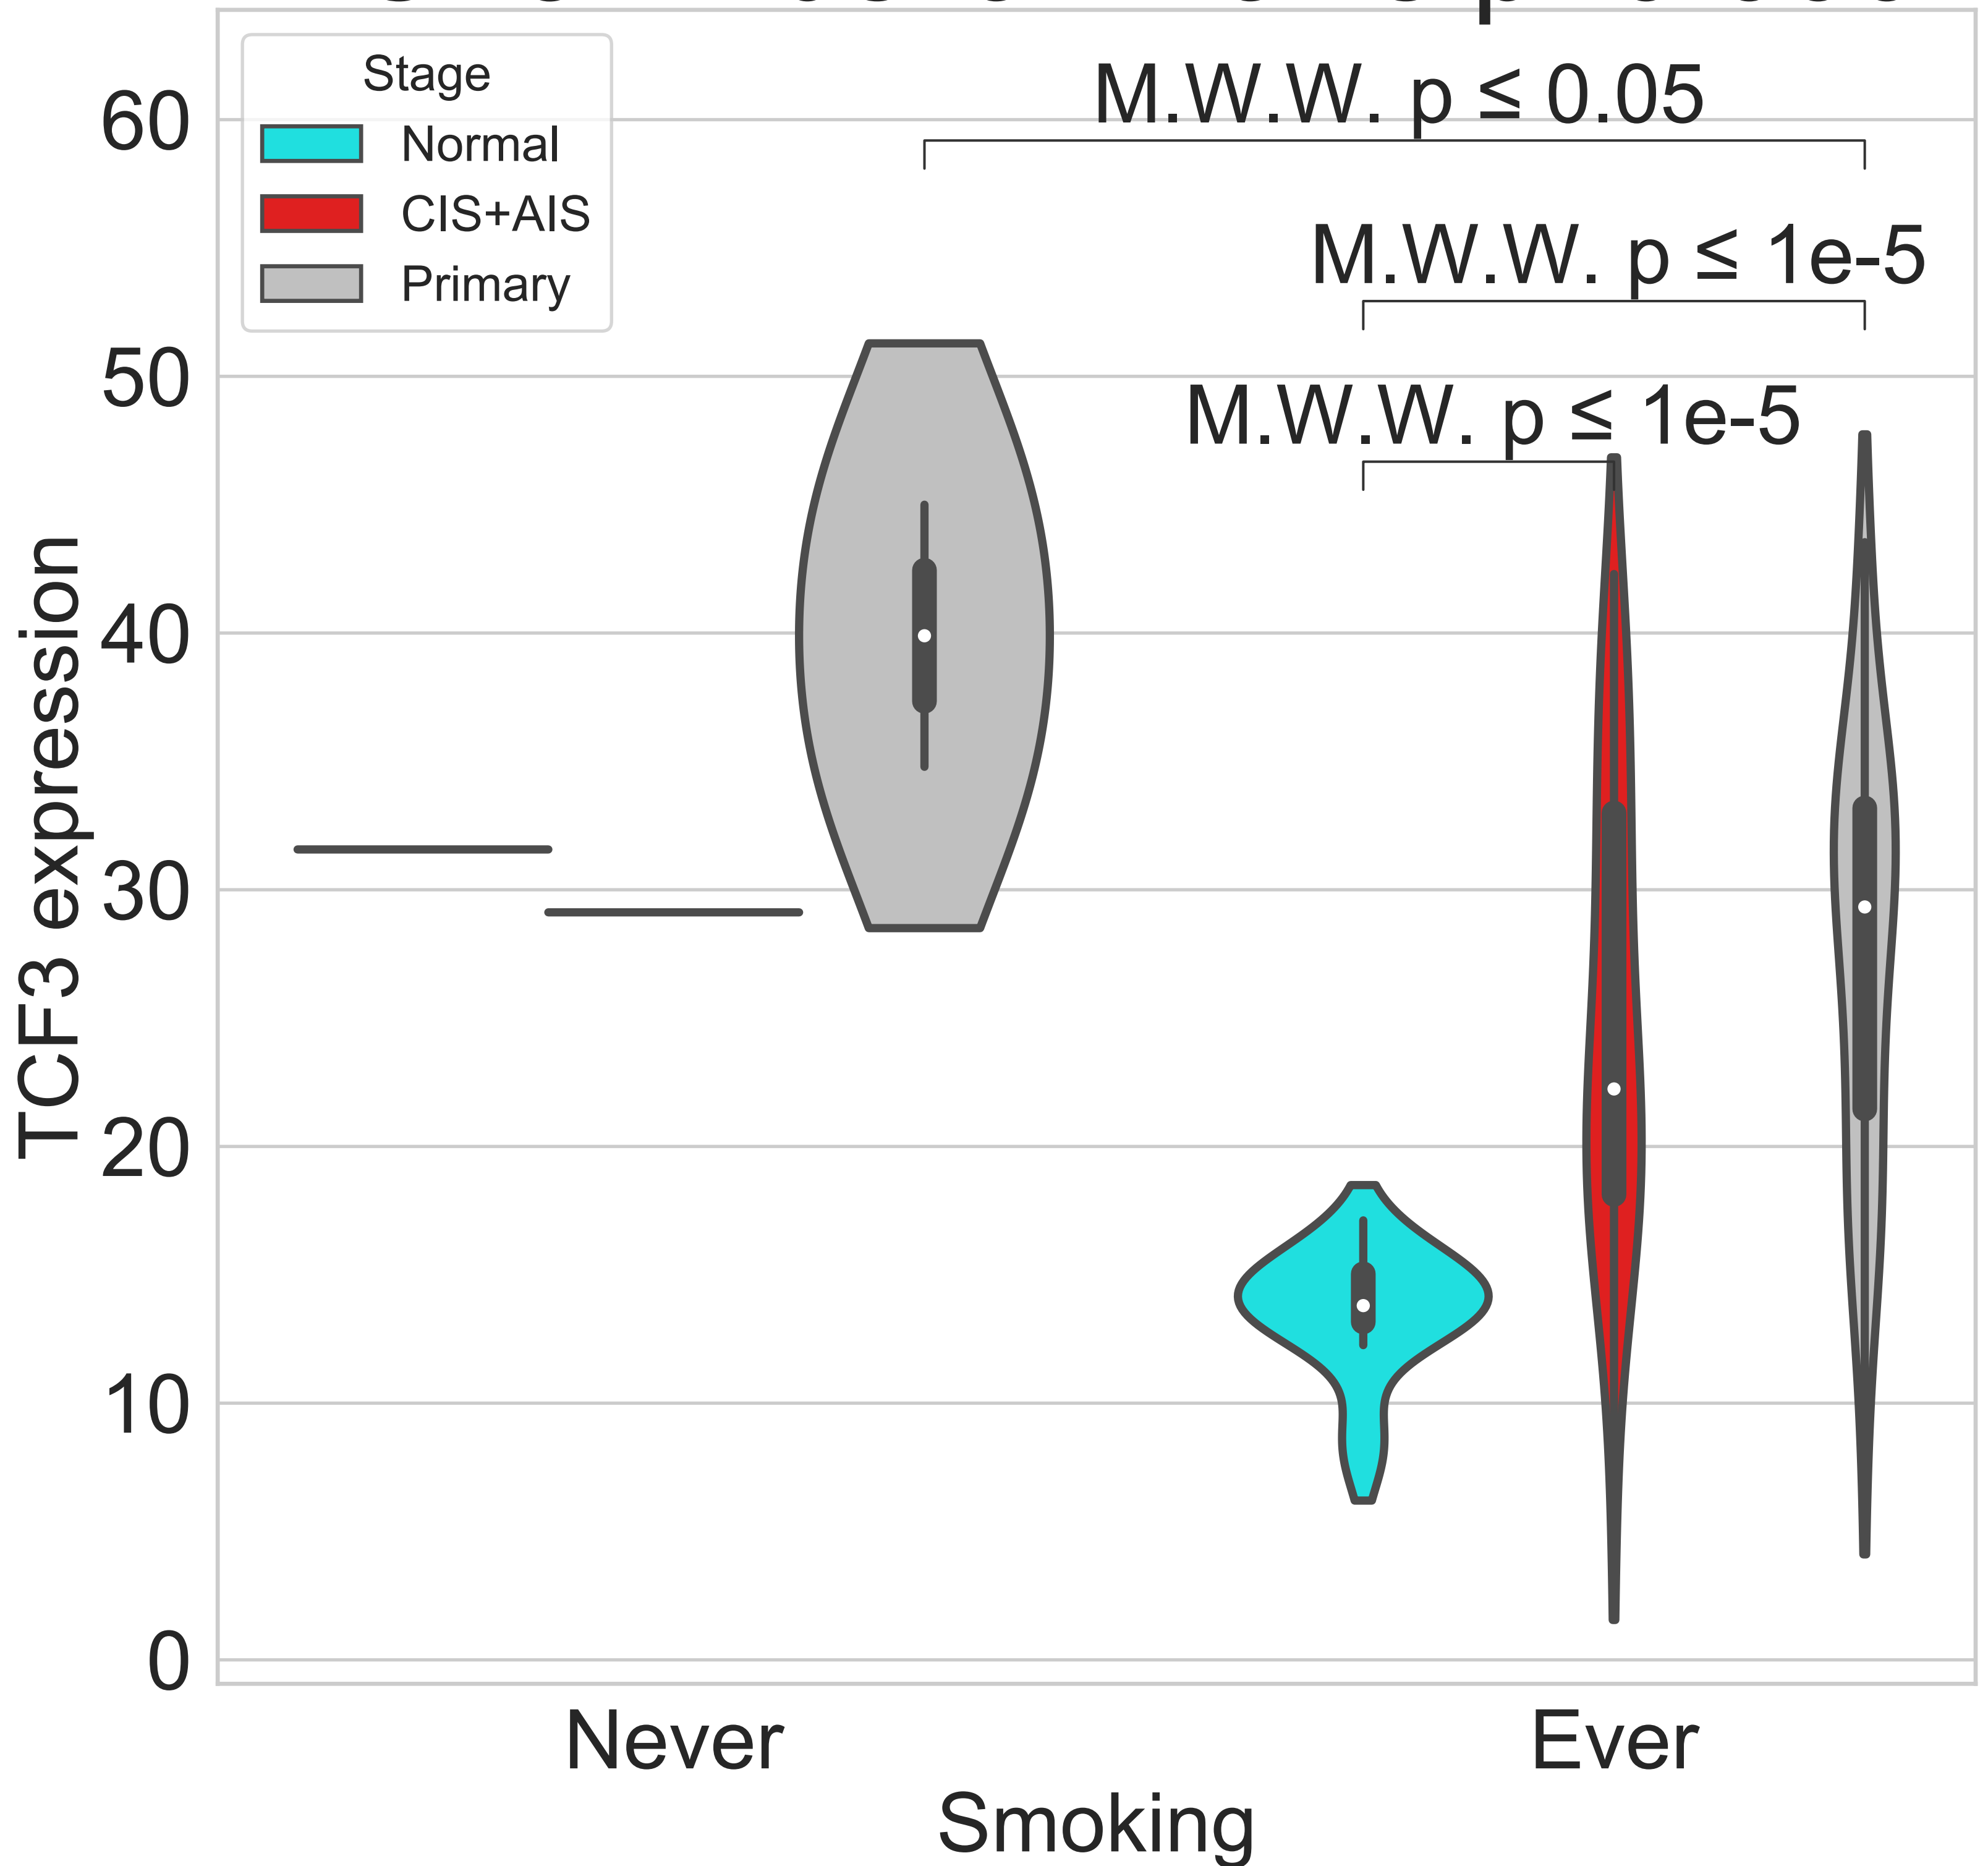 Stage
Normal
CIS+AIS
Primary
M.W.W. p ≤ 0.05
M.W.W. p ≤ 1e-5
M.W.W. p ≤ 1e-5
60
50
40
30
20
10
0
TCF3 expression
Never
Ever
Smoking